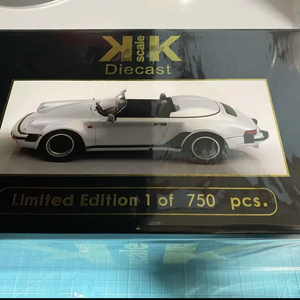 KK
scale
Diecast
Limited Edition 1 of 750 pcs.